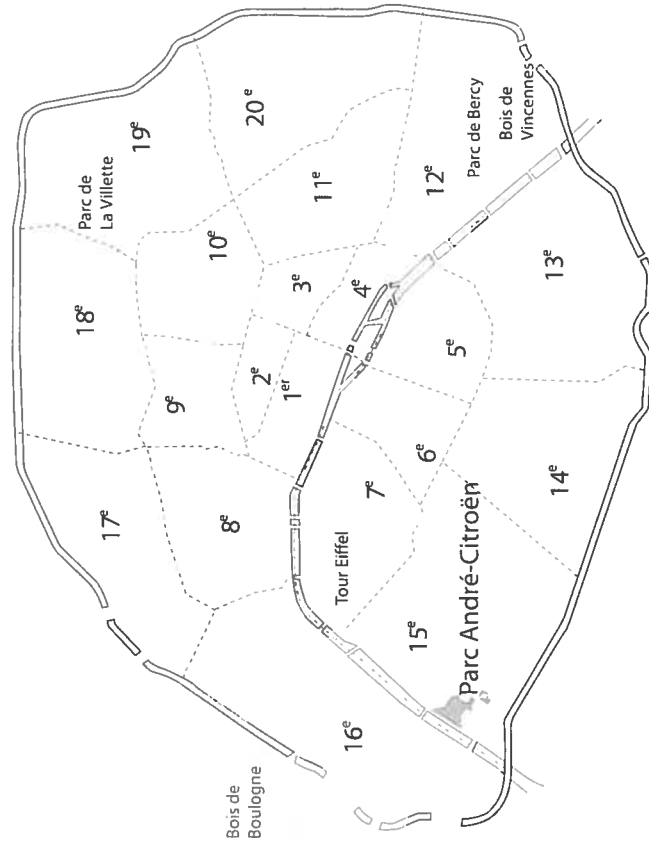 Parc de
La Villette
19e
18e
20e
17e
10e
9e
11e
8e
3e
2e
1er
4e
12e
Parc de Bercy
Bois de
Vincennes
Bois de
Boulogne
16e
Tour Eiffel
7e
6e
5e
13e
15e
Parc André-Citroën
14e